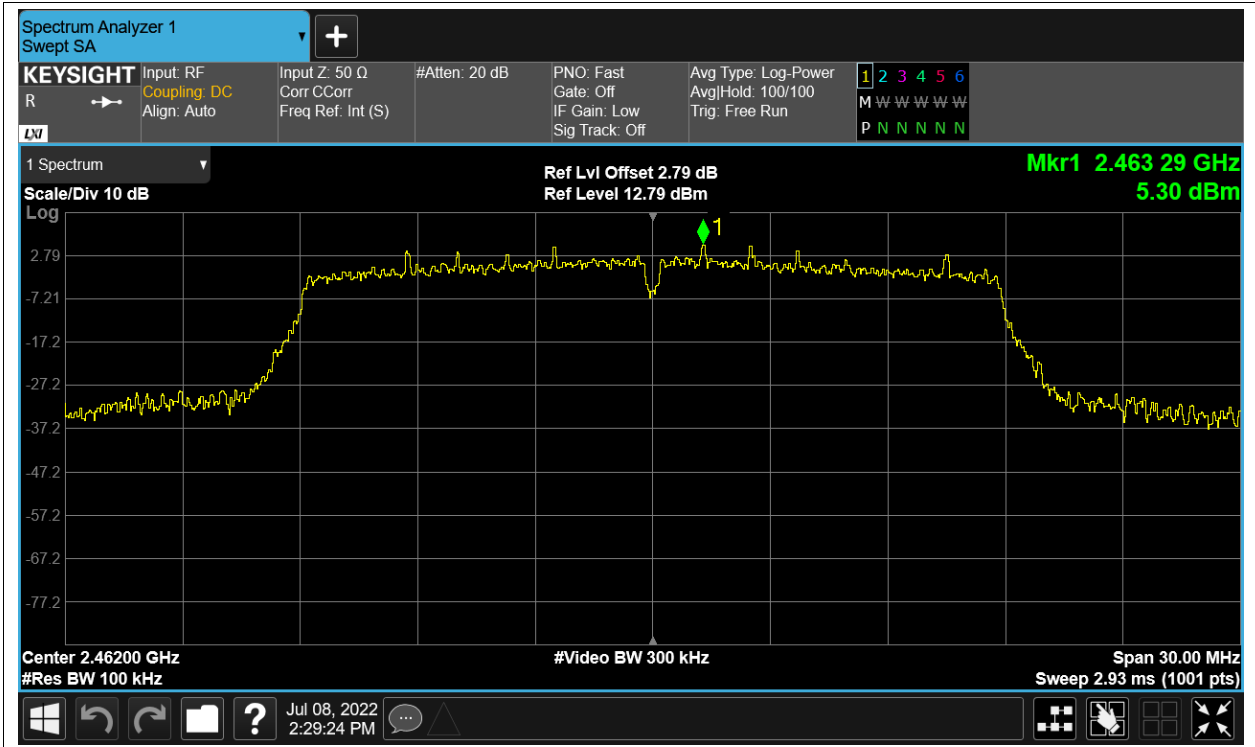 Spectrum Analyzer 1
Swept SA
KEYSIGHT
R
LXI
Input: RF
Coupling: DC
Align: Auto
Input Z: 50 Ω
Corr CCorr
Freq Ref: Int (S)
#Atten: 20 dB
PNO: Fast
Gate: Off
IF Gain: Low
Sig Track: Off
Avg Type: Log-Power
Avg|Hold: 100/100
Trig: Free Run
1 2 3 4 5 6
M W W W W W
P N N N N N
1 Spectrum
Scale/Div 10 dB
Log
Ref Lvl Offset 2.79 dB
Ref Level 12.79 dBm
Mkr1 2.463 29 GHz
5.30 dBm
1
2.79
-7.21
-17.2
-27.2
-37.2
-47.2
-57.2
-67.2
-77.2
Center 2.46200 GHz
#Res BW 100 kHz
#Video BW 300 kHz
Span 30.00 MHz
Sweep 2.93 ms (1001 pts)
?
Jul 08, 2022
2:29:24 PM